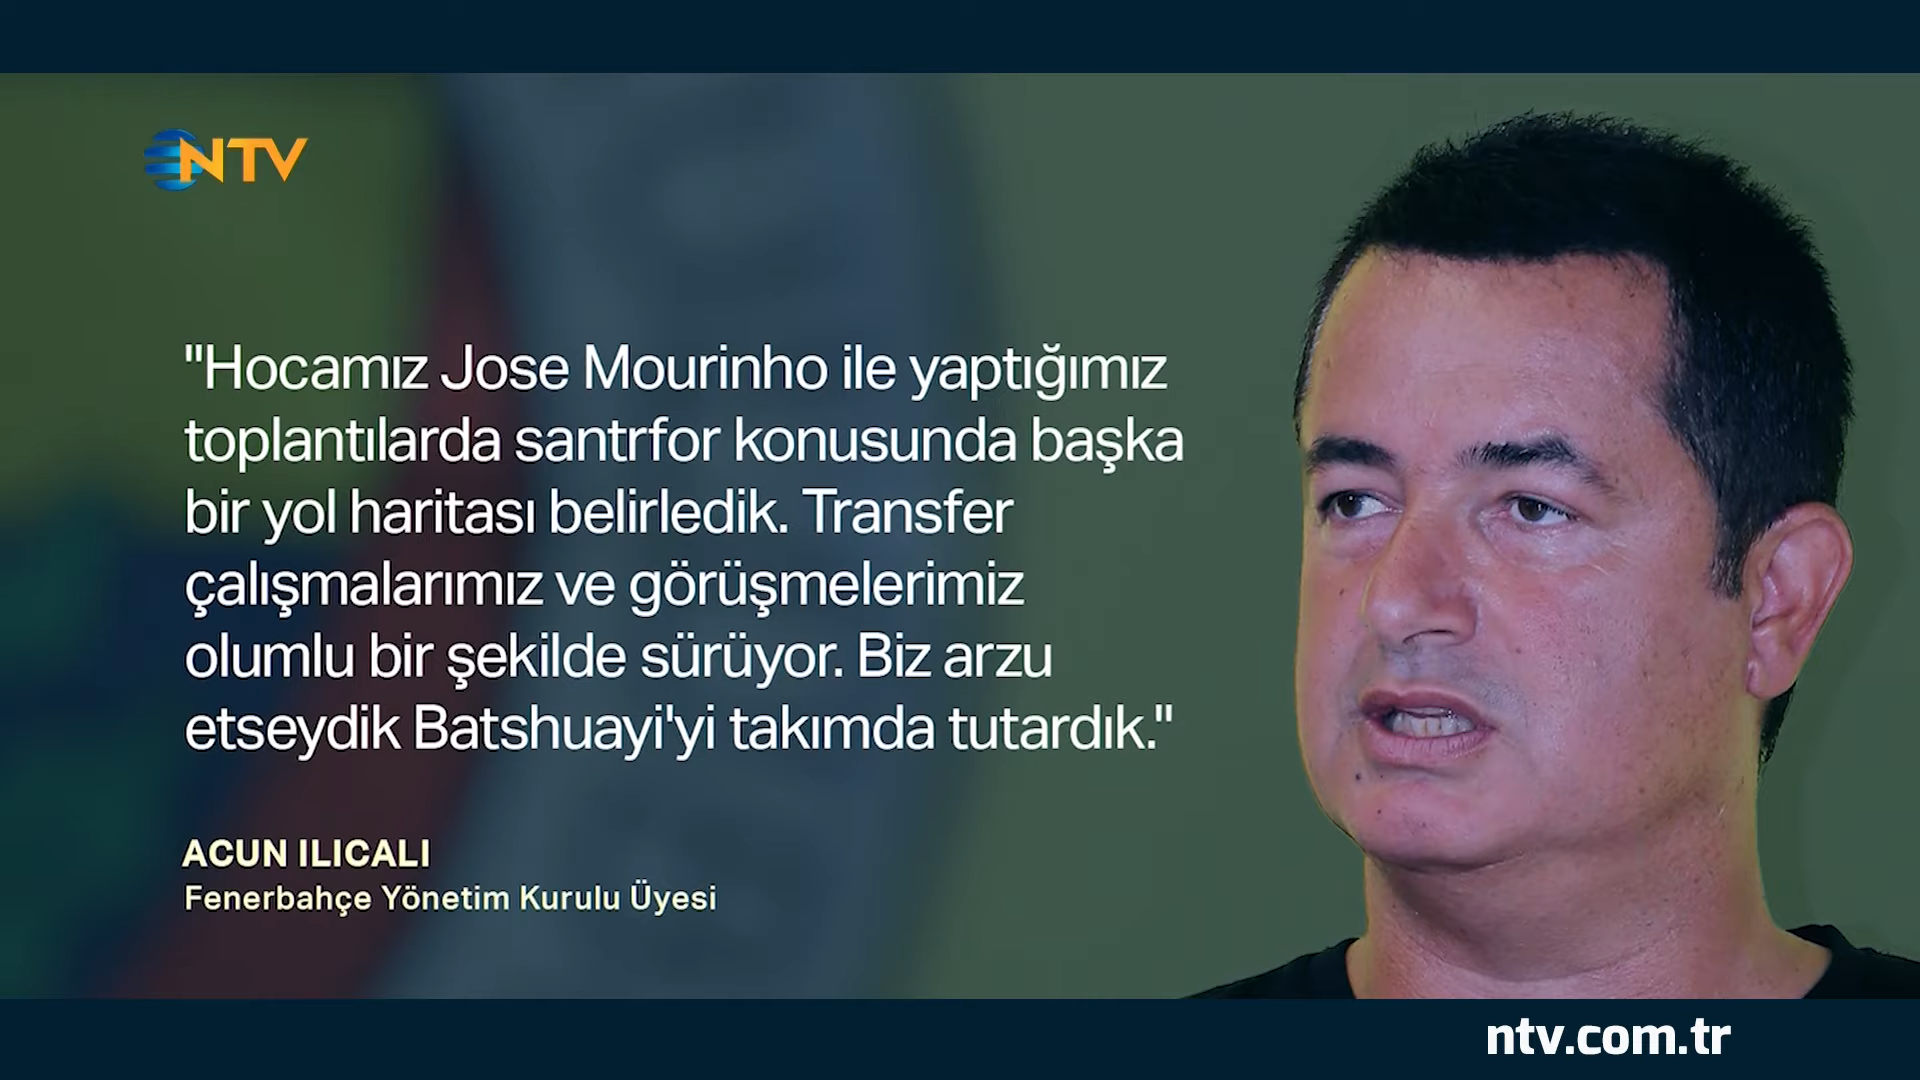 NTV
"Hocamız Jose Mourinho ile yaptığımız
toplantılarda santrfor konusunda başka
bir yol haritası belirledik. Transfer
çalışmalarımız ve görüşmelerimiz
olumlu bir şekilde sürüyor. Biz arzu
etseydik Batshuayi'yi takımda tutardık."
ACUN ILICALI
Fenerbahçe Yönetim Kurulu Üyesi
ntv.com.tr